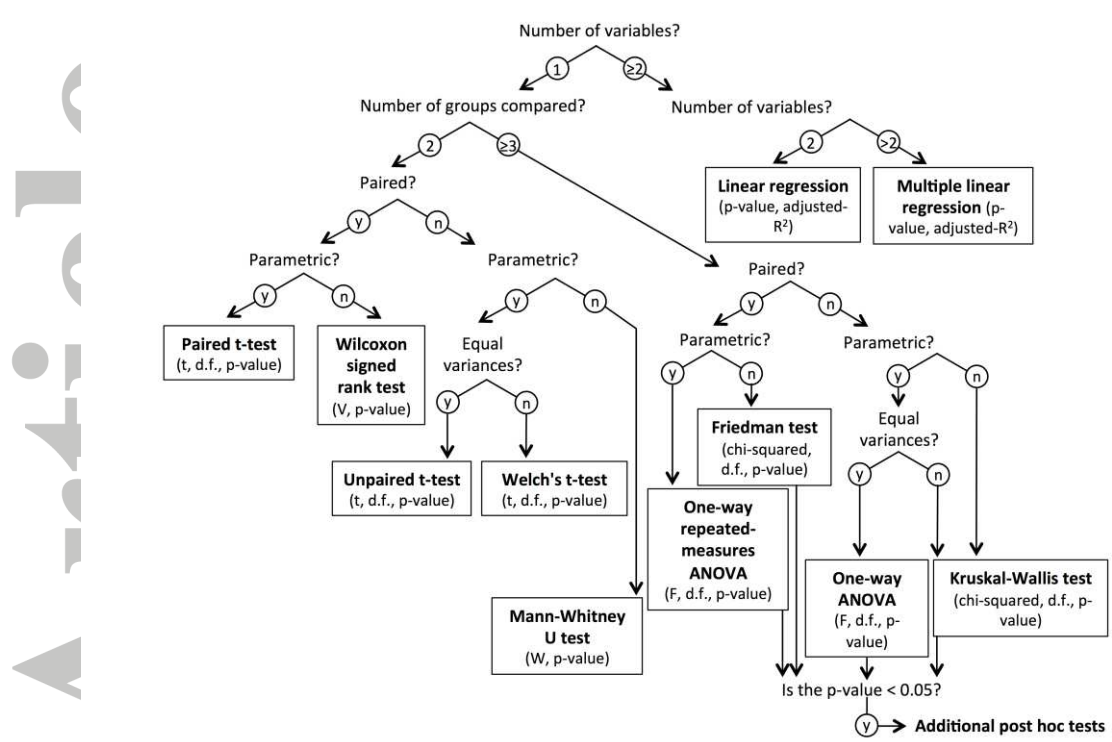 Number of variables?
1
≥2
Number of groups compared?
Number of variables?
2
≥3
2
>2
Linear regression
(p-value, adjusted-
R²)
Multiple linear
regression (p-
value, adjusted-R²)
Paired?
y
n
Parametric?
Parametric?
y
n
y
n
Paired t-test
(t, d.f., p-value)
Wilcoxon
signed
rank test
(V, p-value)
Equal
variances?
y
n
Unpaired t-test
(t, d.f., p-value)
Welch's t-test
(t, d.f., p-value)
Mann-Whitney
U test
(W, p-value)
Paired?
y
n
Parametric?
Parametric?
y
n
y
n
Friedman test
(chi-squared,
d.f., p-value)
Equal
variances?
y
n
One-way
repeated-
measures
ANOVA
(F, d.f., p-value)
One-way
ANOVA
(F, d.f., p-
value)
Kruskal-Wallis test
(chi-squared, d.f., p-
value)
Is the p-value < 0.05?
y
Additional post hoc tests